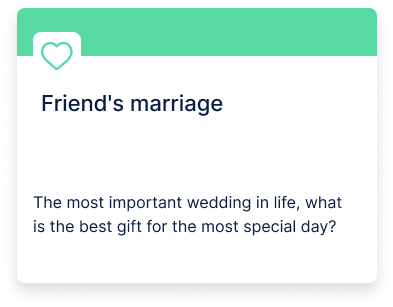 Friend's marriage
The most important wedding in life, what
is the best gift for the most special day?